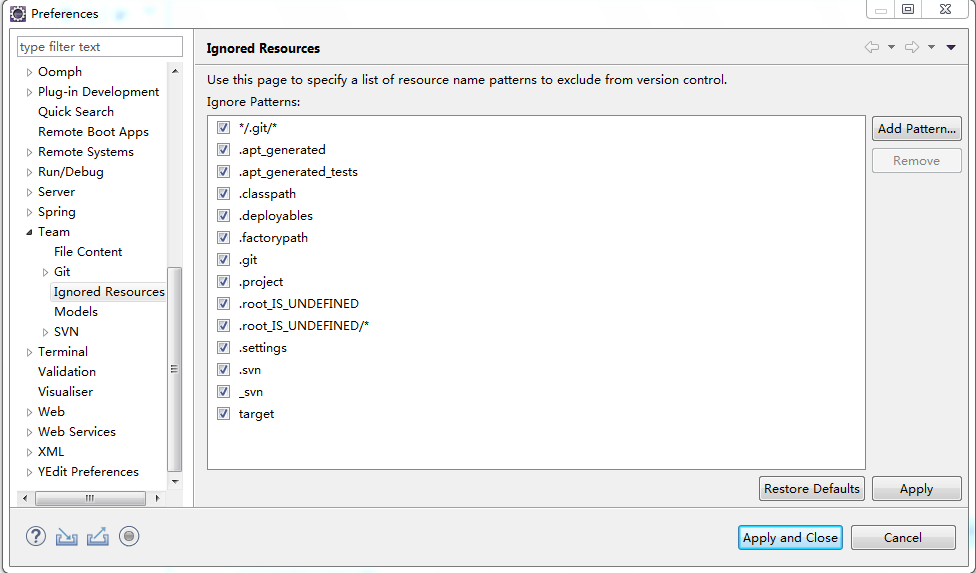 Preferences
type filter text
Oomph
Plug-in Development
Quick Search
Remote Boot Apps
Remote Systems
Run/Debug
Server
Spring
Team
File Content
Git
Ignored Resources
Models
SVN
Terminal
Validation
Visualiser
Web
Web Services
XML
YEdit Preferences
Ignored Resources
Use this page to specify a list of resource name patterns to exclude from version control.
Ignore Patterns:
*/.git/*
.apt_generated
.apt_generated_tests
.classpath
.deployables
.factorypath
.git
.project
.root_IS_UNDEFINED
.root_IS_UNDEFINED/*
.settings
.svn
_svn
target
Add Pattern...
Remove
Restore Defaults
Apply
Apply and Close
Cancel